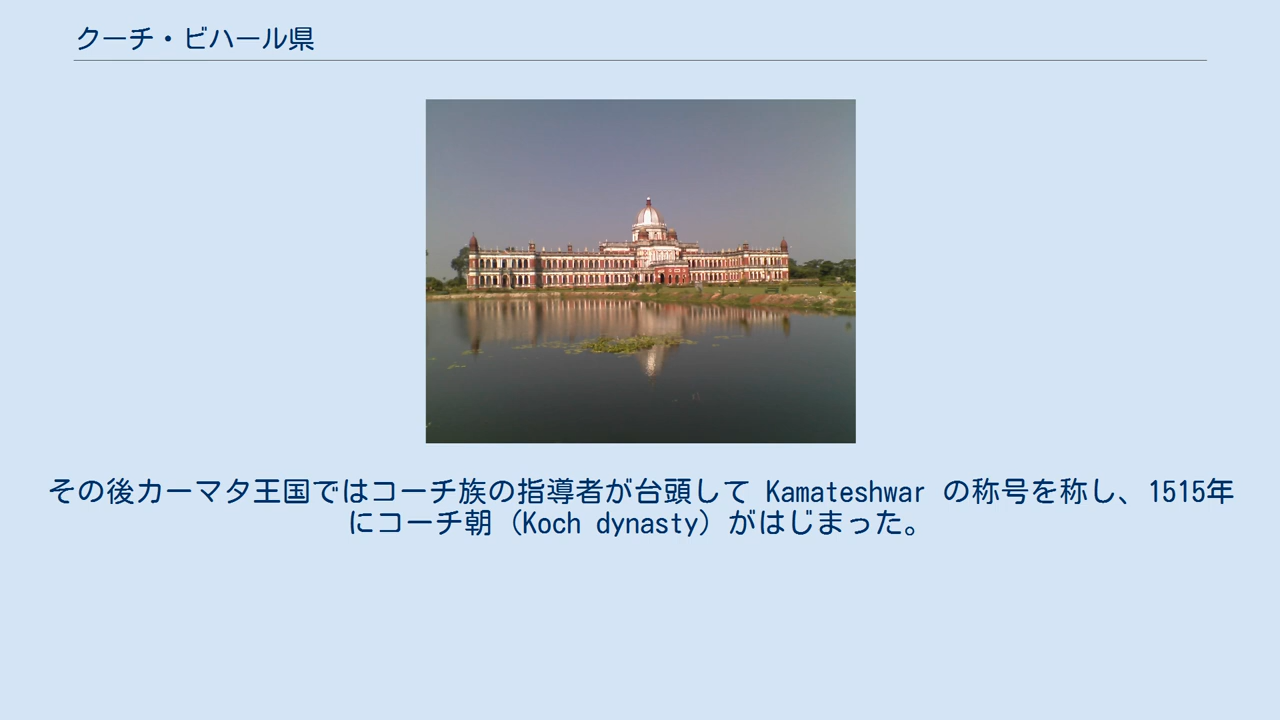 クーチ・ビハール県
その後カーマタ王国ではコーチ族の指導者が台頭して Kamateshwar の称号を称し、1515年
にコーチ朝（Koch dynasty）がはじまった。